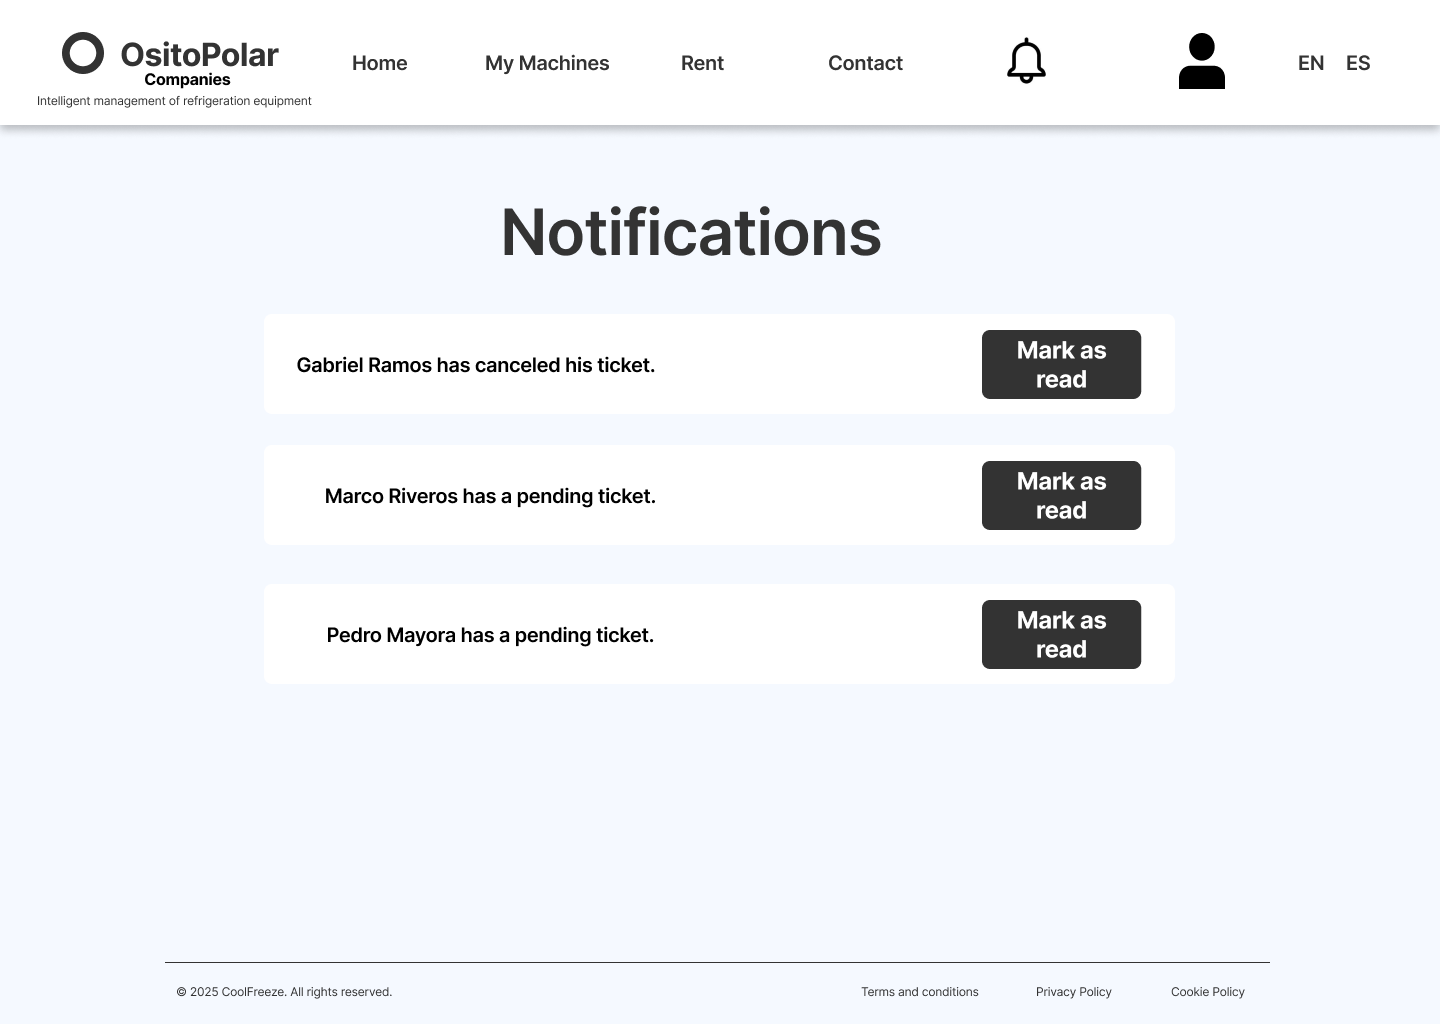 OsitoPolar
Companies
Intelligent management of refrigeration equipment
Home
My Machines
Rent
Contact
EN
ES
Notifications
Gabriel Ramos has canceled his ticket.
Mark as
read
Marco Riveros has a pending ticket.
Mark as
read
Pedro Mayora has a pending ticket.
Mark as
read
© 2025 CoolFreeze. All rights reserved.
Terms and conditions
Privacy Policy
Cookie Policy